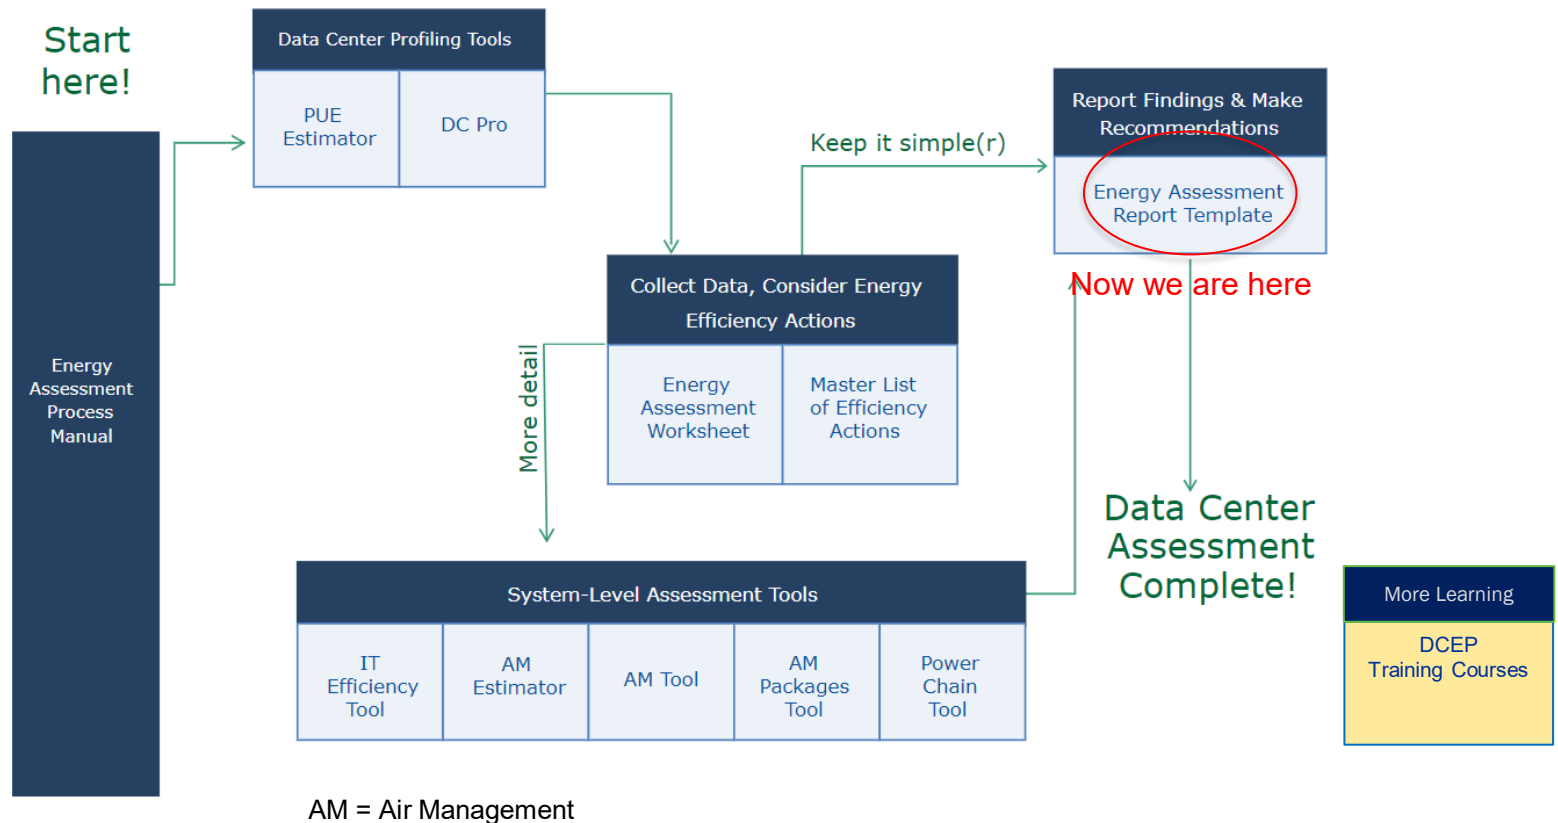 Start
here!
Energy
Assessment
Process
Manual
Data Center Profiling Tools
PUE
Estimator
DC Pro
Collect Data, Consider Energy
Efficiency Actions
Energy
Assessment
Worksheet
Master List
of Efficiency
Actions
Keep it simple(r)
More detail
System-Level Assessment Tools
IT
Efficiency
Tool
AM
Estimator
AM Tool
AM
Packages
Tool
Power
Chain
Tool
Report Findings & Make
Recommendations
Energy Assessment
Report Template
Now we are here
Data Center
Assessment
Complete!
More Learning
DCEP
Training Courses
AM = Air Management